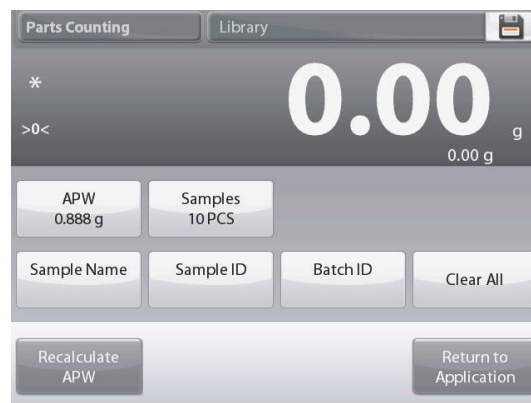 Parts Counting
Library
*
0.00 g
>0<
0.00 g
APW
0.888 g
Samples
10 PCS
Sample Name
Sample ID
Batch ID
Clear All
Recalculate
APW
Return to
Application